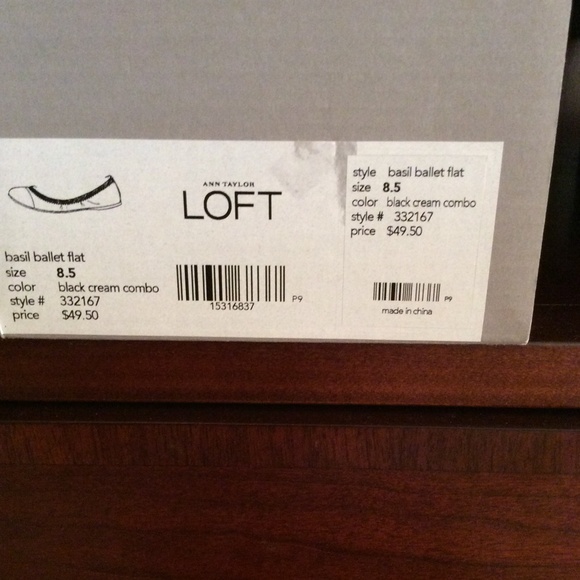 basil ballet flat
size 8.5
color black cream combo
style # 332167
price $49.50
ANN TAYLOR
LOFT
15316837
P9
style basil ballet flat
size 8.5
color black cream combo
style # 332167
price $49.50
P9
made in china